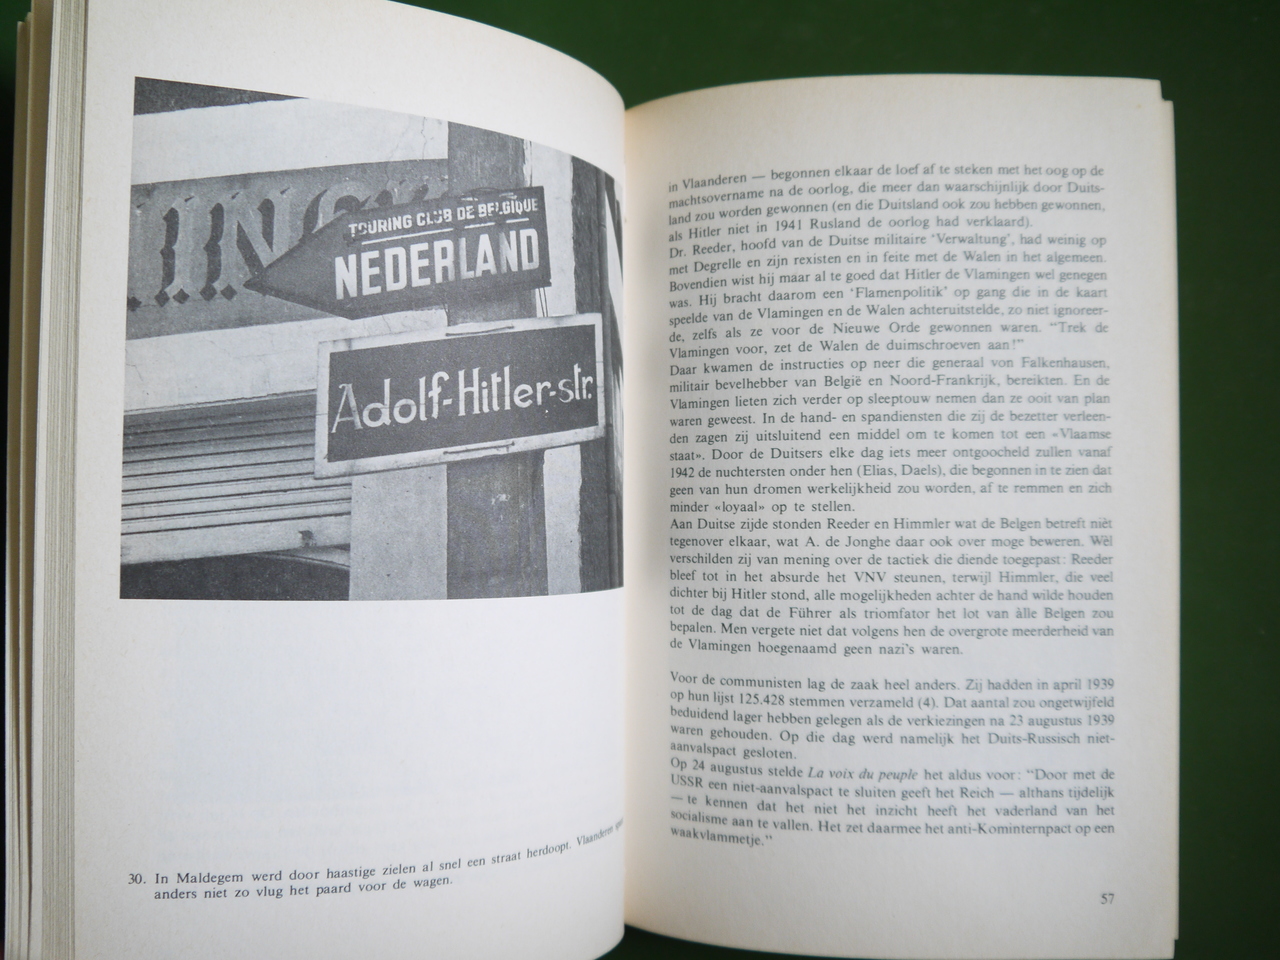 TOURING CLUB DE BELGIQUE
NEDERLAND
Adolf-Hitler-str.
30. In Maldegem werd door haastige zielen al snel een straat herdoopt. Vlaanderen
anders niet zo vlug het paard voor de wagen.
in Vlaanderen — begonnen elkaar de loef af te steken met het oog op de
machtsovername na de oorlog, die meer dan waarschijnlijk door Duits-
land zou worden gewonnen (en die Duitsland ook zou hebben gewonnen,
als Hitler niet in 1941 Rusland de oorlog had verklaard).
Dr. Reeder, hoofd van de Duitse militaire 'Verwaltung', had weinig op
met Degrelle en zijn rexisten en in feite met de Walen in het algemeen.
Bovendien wist hij maar al te goed dat Hitler de Vlamingen wel genegen
was. Hij bracht daarom een 'Flamenpolitik' op gang die in de kaart
speelde van de Vlamingen en de Walen achteruitstelde, zo niet ignoreer-
de, zelfs als ze voor de Nieuwe Orde gewonnen waren. "Trek de
Vlamingen voor, zet de Walen de duimschroeven aan!"
Daar kwamen de instructies op neer die generaal von Falkenhausen,
militair bevelhebber van België en Noord-Frankrijk, bereikten. En de
Vlamingen lieten zich verder op sleeptouw nemen dan ze ooit van plan
waren geweest. In de hand- en spandiensten die zij de bezetter verleen-
den zagen zij uitsluitend een middel om te komen tot een «Vlaamse
staat». Door de Duitsers elke dag iets meer ontgoocheld zullen vanaf
1942 de nuchtersten onder hen (Elias, Daels), die begonnen in te zien dat
geen van hun dromen werkelijkheid zou worden, af te remmen en zich
minder «loyaal» op te stellen.
Aan Duitse zijde stonden Reeder en Himmler wat de Belgen betreft niet
tegenover elkaar, wat A. de Jonghe daar ook over moge beweren. Wèl
verschilden zij van mening over de tactiek die diende toegepast: Reeder
bleef tot in het absurde het VNV steunen, terwijl Himmler, die veel
dichter bij Hitler stond, alle mogelijkheden achter de hand wilde houden
tot de dag dat de Führer als triomfator het lot van àlle Belgen zou
bepalen. Men vergete niet dat volgens hen de overgrote meerderheid van
de Vlamingen hoegenaamd geen nazi's waren.
Voor de communisten lag de zaak heel anders. Zij hadden in april 1939
op hun lijst 125.428 stemmen verzameld (4). Dat aantal zou ongetwijfeld
beduidend lager hebben gelegen als de verkiezingen na 23 augustus 1939
waren gehouden. Op die dag werd namelijk het Duits-Russisch niet-
aanvalspact gesloten.
Op 24 augustus stelde La voix du peuple het aldus voor: "Door met de
USSR een niet-aanvalspact te sluiten geeft het Reich — althans tijdelijk
— te kennen dat het niet het inzicht heeft het vaderland van het
socialisme aan te vallen. Het zet daarmee het anti-Kominternpact op een
waakvlammetje."
57